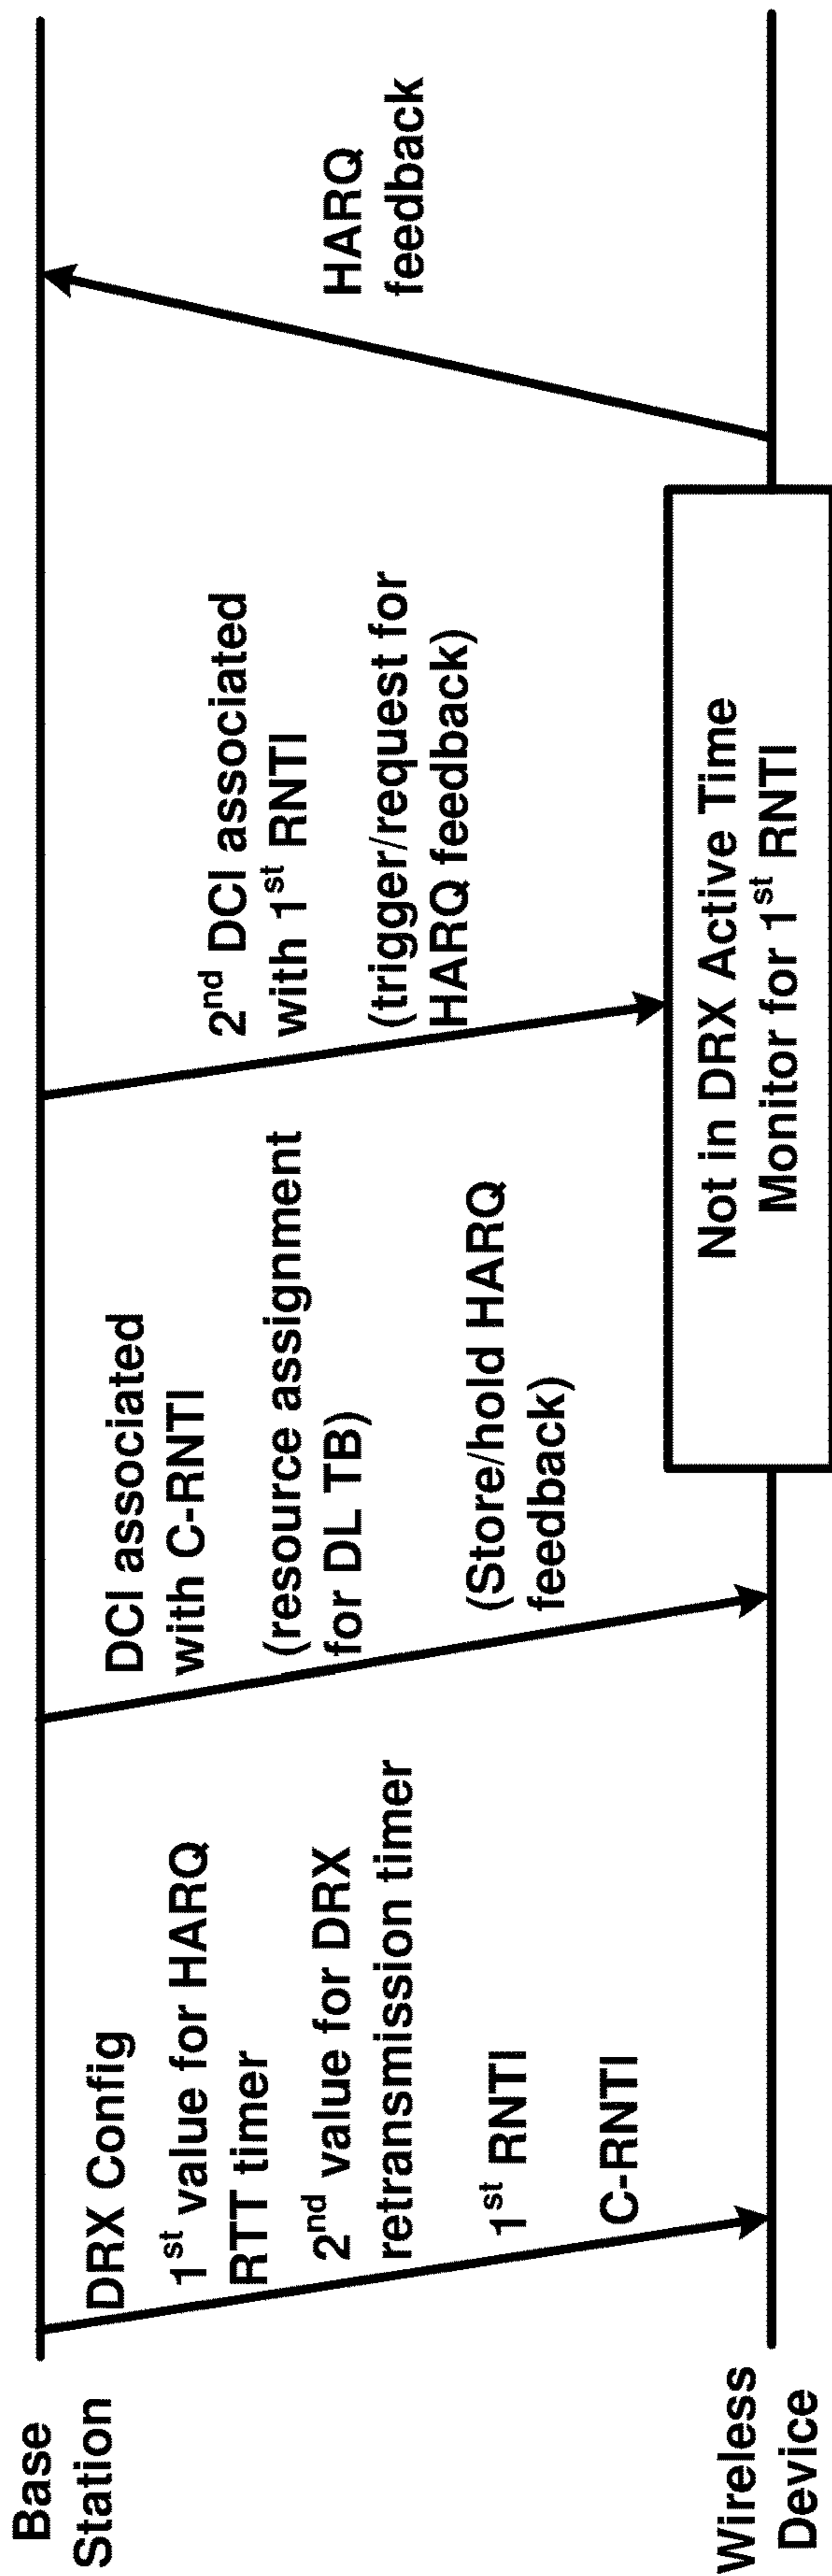 Base
Station
Wireless
Device
DRX Config
1st value for HARQ
RTT timer
2nd value for DRX
retransmission timer
1st RNTI
C-RNTI
DCI associated
with C-RNTI
(resource assignment
for DL TB)
(Store/hold HARQ
feedback)
2nd DCI associated
with 1st RNTI
(trigger/request for
HARQ feedback)
Not in DRX Active Time
Monitor for 1st RNTI
HARQ
feedback